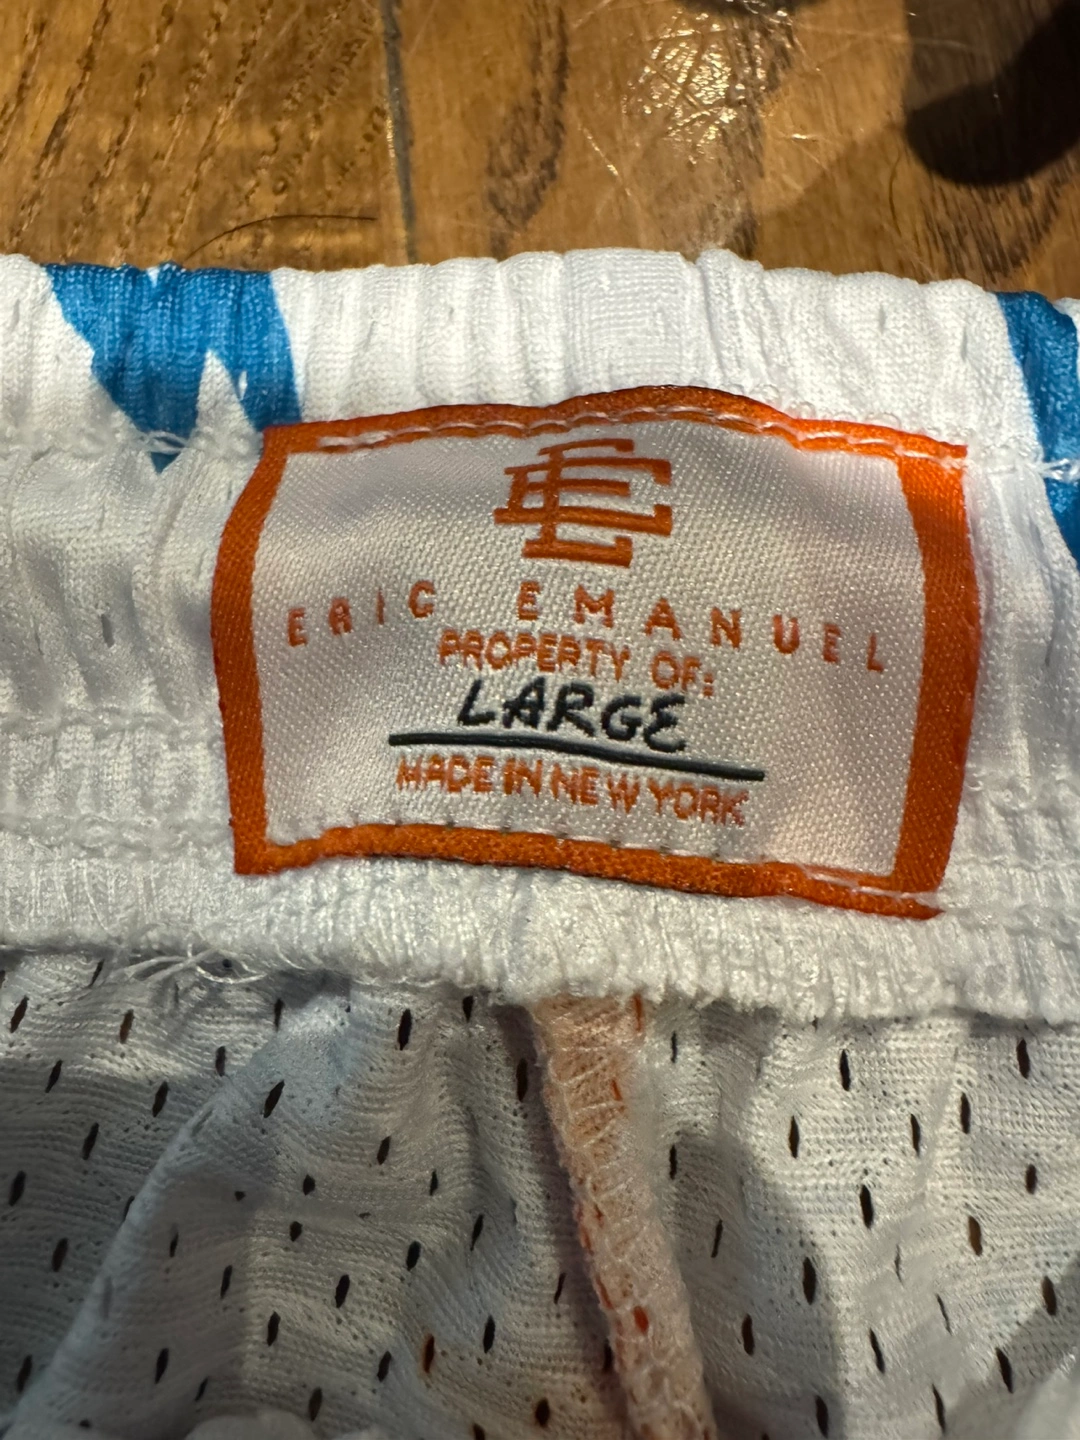 EE
ERIC EMANUEL
PROPERTY OF:
LARGE
MADE IN NEW YORK